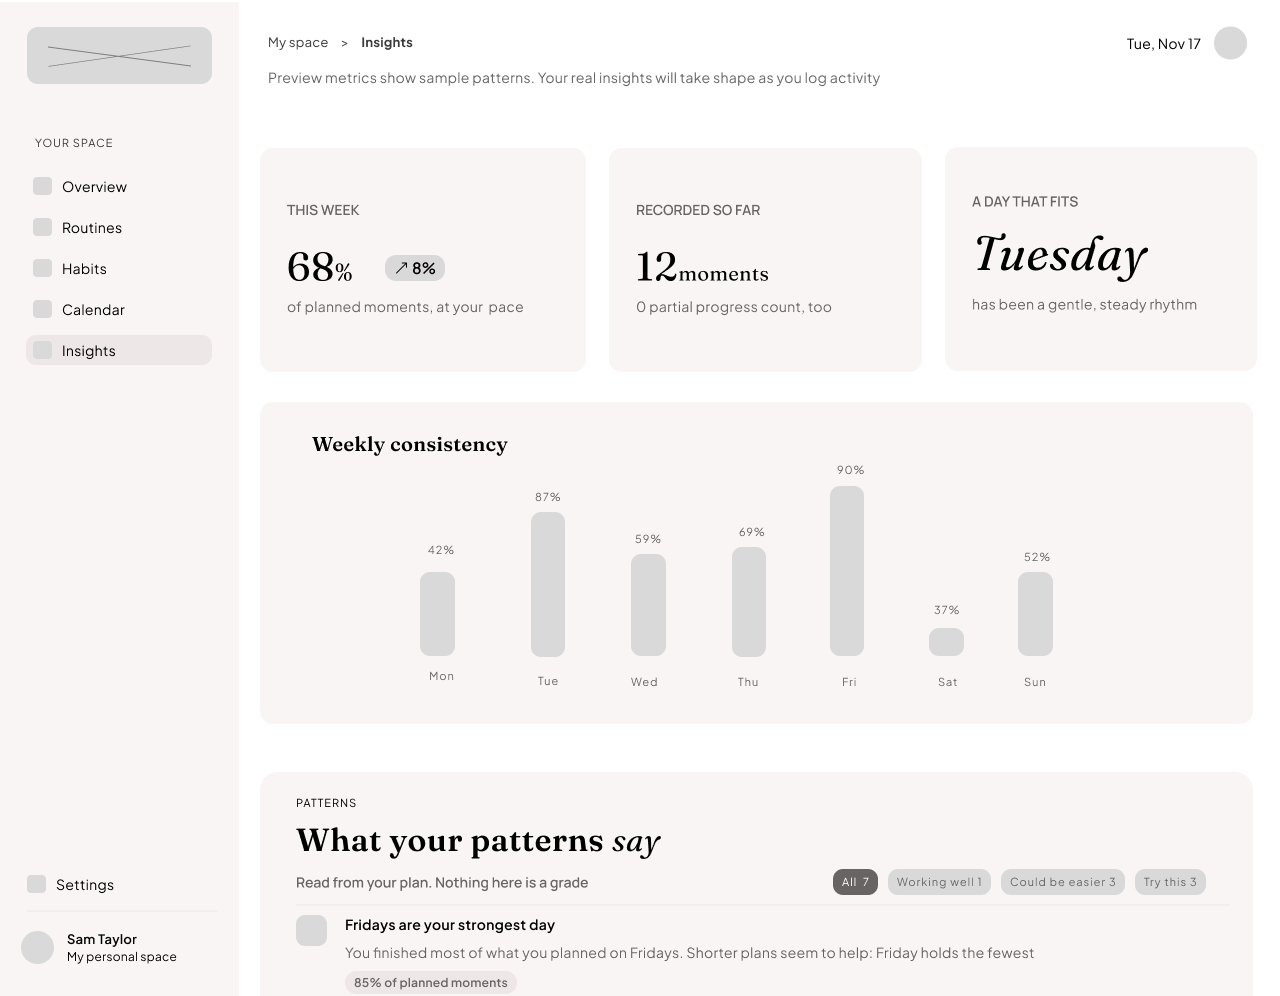 My space > Insights
Tue, Nov 17
Preview metrics show sample patterns. Your real insights will take shape as you log activity
YOUR SPACE
Overview
Routines
Habits
Calendar
Insights
Settings
Sam Taylor
My personal space
THIS WEEK
68%
↗ 8%
of planned moments, at your pace
RECORDED SO FAR
12 moments
0 partial progress count, too
A DAY THAT FITS
Tuesday
has been a gentle, steady rhythm
Weekly consistency
42% 87% 59% 69% 90% 37% 52%
Mon Tue Wed Thu Fri Sat Sun
PATTERNS
What your patterns say
Read from your plan. Nothing here is a grade
All 7 Working well 1 Could be easier 3 Try this 3
Fridays are your strongest day
You finished most of what you planned on Fridays. Shorter plans seem to help: Friday holds the fewest
85% of planned moments